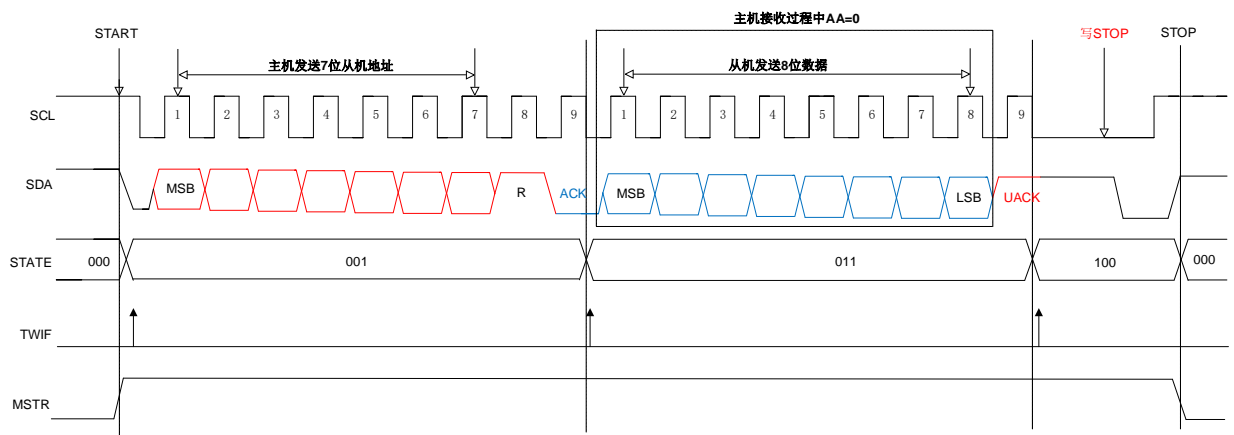 主机接收过程中AA=0
START
写STOP
STOP
主机发送7位从机地址
从机发送8位数据
SCL
1 2 3 4 5 6 7 8 9 1 2 3 4 5 6 7 8 9
SDA
MSB R ACK MSB LSB UACK
STATE
000 001 011 100 000
TWIF
MSTR